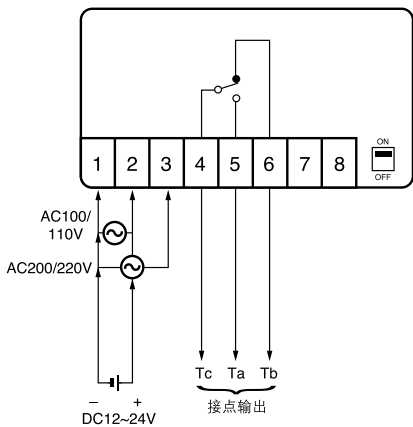 ON
1 2 3 4 5 6 7 8
OFF
AC100/
110V
AC200/220V
Tc Ta Tb
接点输出
– +
DC12~24V